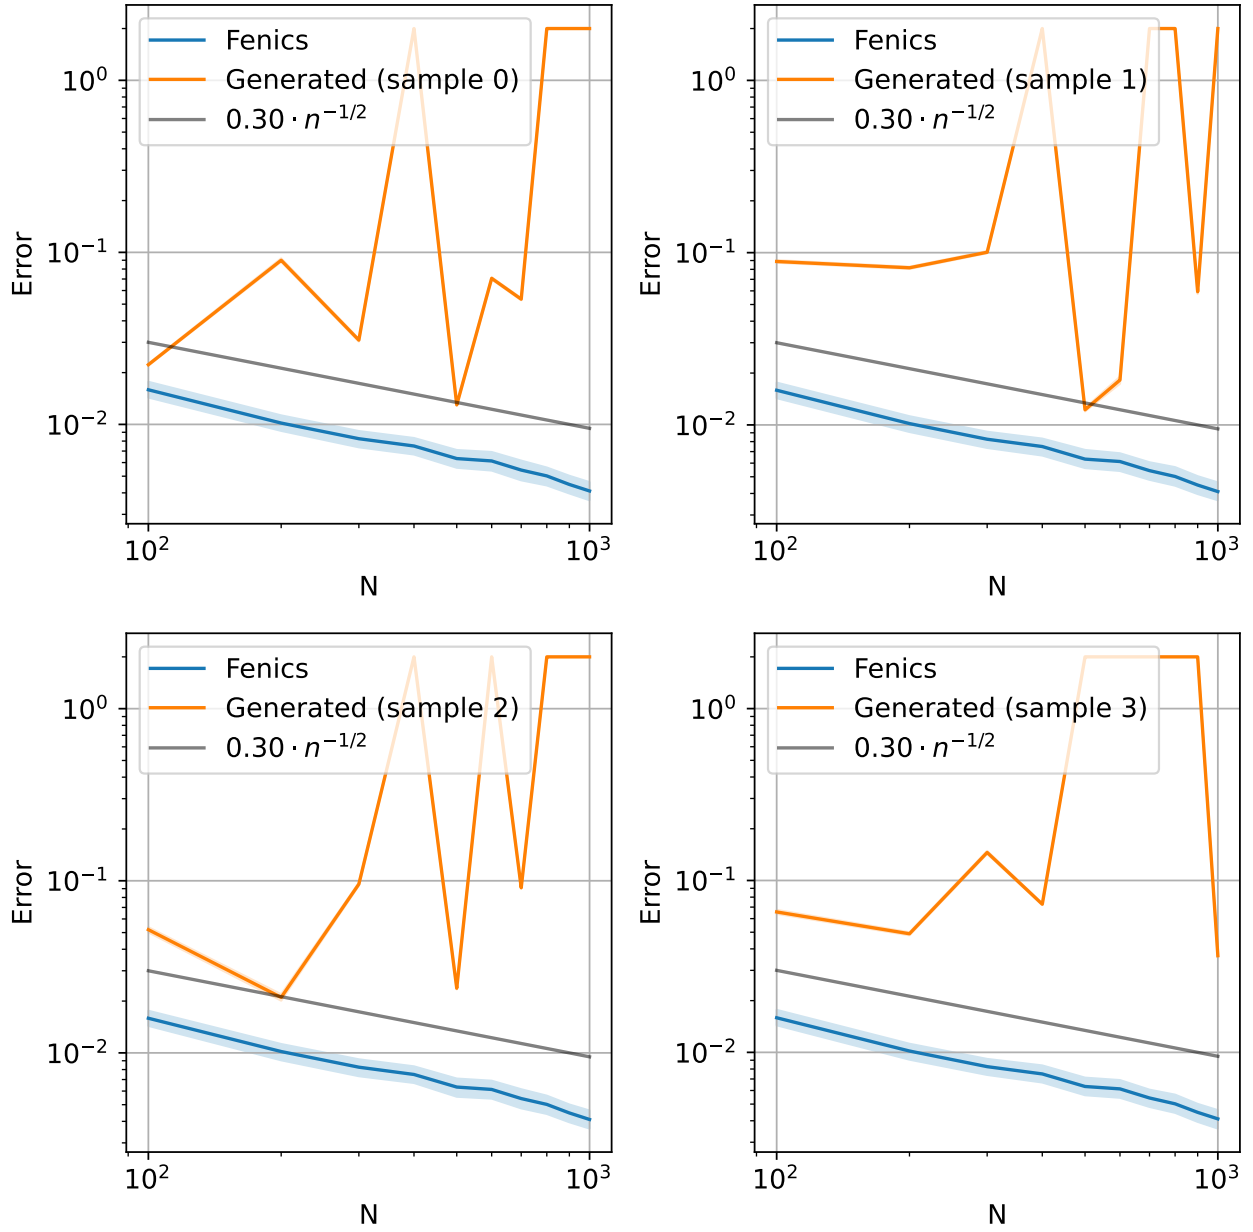 Fenics
Generated (sample 0)
0.30 · n^{-1/2}
10^0
10^{-1}
10^{-2}
Error
10^2
10^3
N
Fenics
Generated (sample 1)
0.30 · n^{-1/2}
10^0
10^{-1}
10^{-2}
Error
10^2
10^3
N
Fenics
Generated (sample 2)
0.30 · n^{-1/2}
10^0
10^{-1}
10^{-2}
Error
10^2
10^3
N
Fenics
Generated (sample 3)
0.30 · n^{-1/2}
10^0
10^{-1}
10^{-2}
Error
10^2
10^3
N